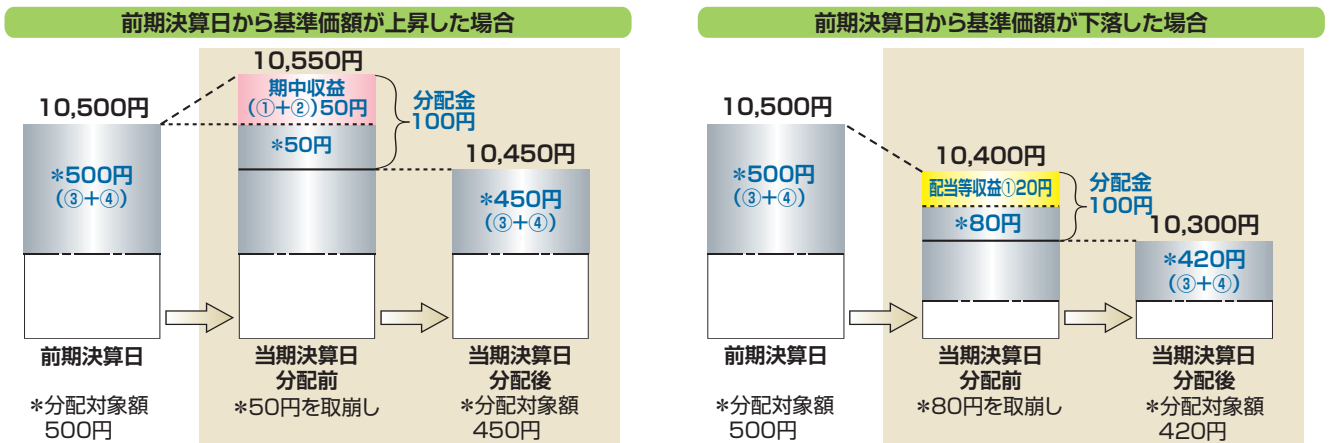 前期決算日から基準価額が上昇した場合
10,550円
期中収益
(①+②)50円
10,500円
分配金
100円
*50円
10,450円
*500円
(③+④)
*450円
(③+④)
前期決算日
当期決算日
分配前
当期決算日
分配後
*分配対象額
500円
*50円を取崩し
*分配対象額
450円
前期決算日から基準価額が下落した場合
10,500円
10,400円
*500円
(③+④)
配当等収益①20円
分配金
100円
*80円
10,300円
*420円
(③+④)
前期決算日
当期決算日
分配前
当期決算日
分配後
*分配対象額
500円
*80円を取崩し
*分配対象額
420円